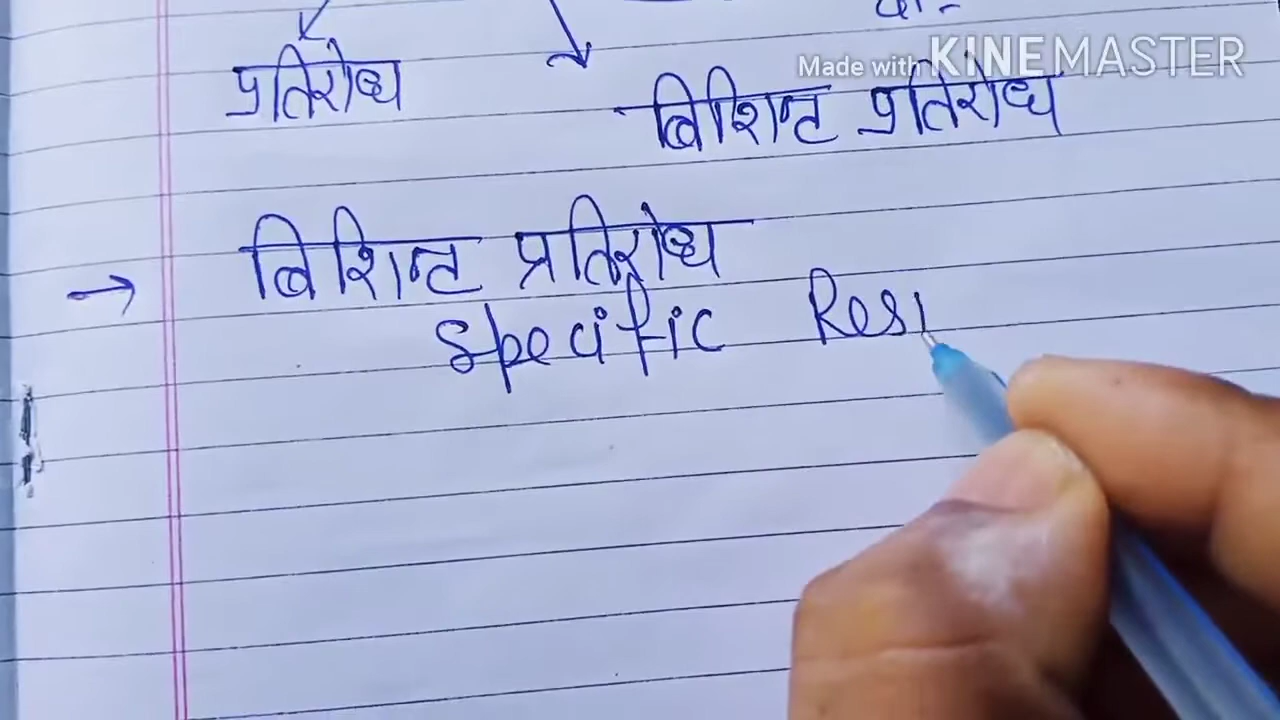 Made with KINEMASTER
प्रतिरोध
बिशिष्ट प्रतिरोध
→ बिशिष्ट प्रतिरोध
Specific Resi